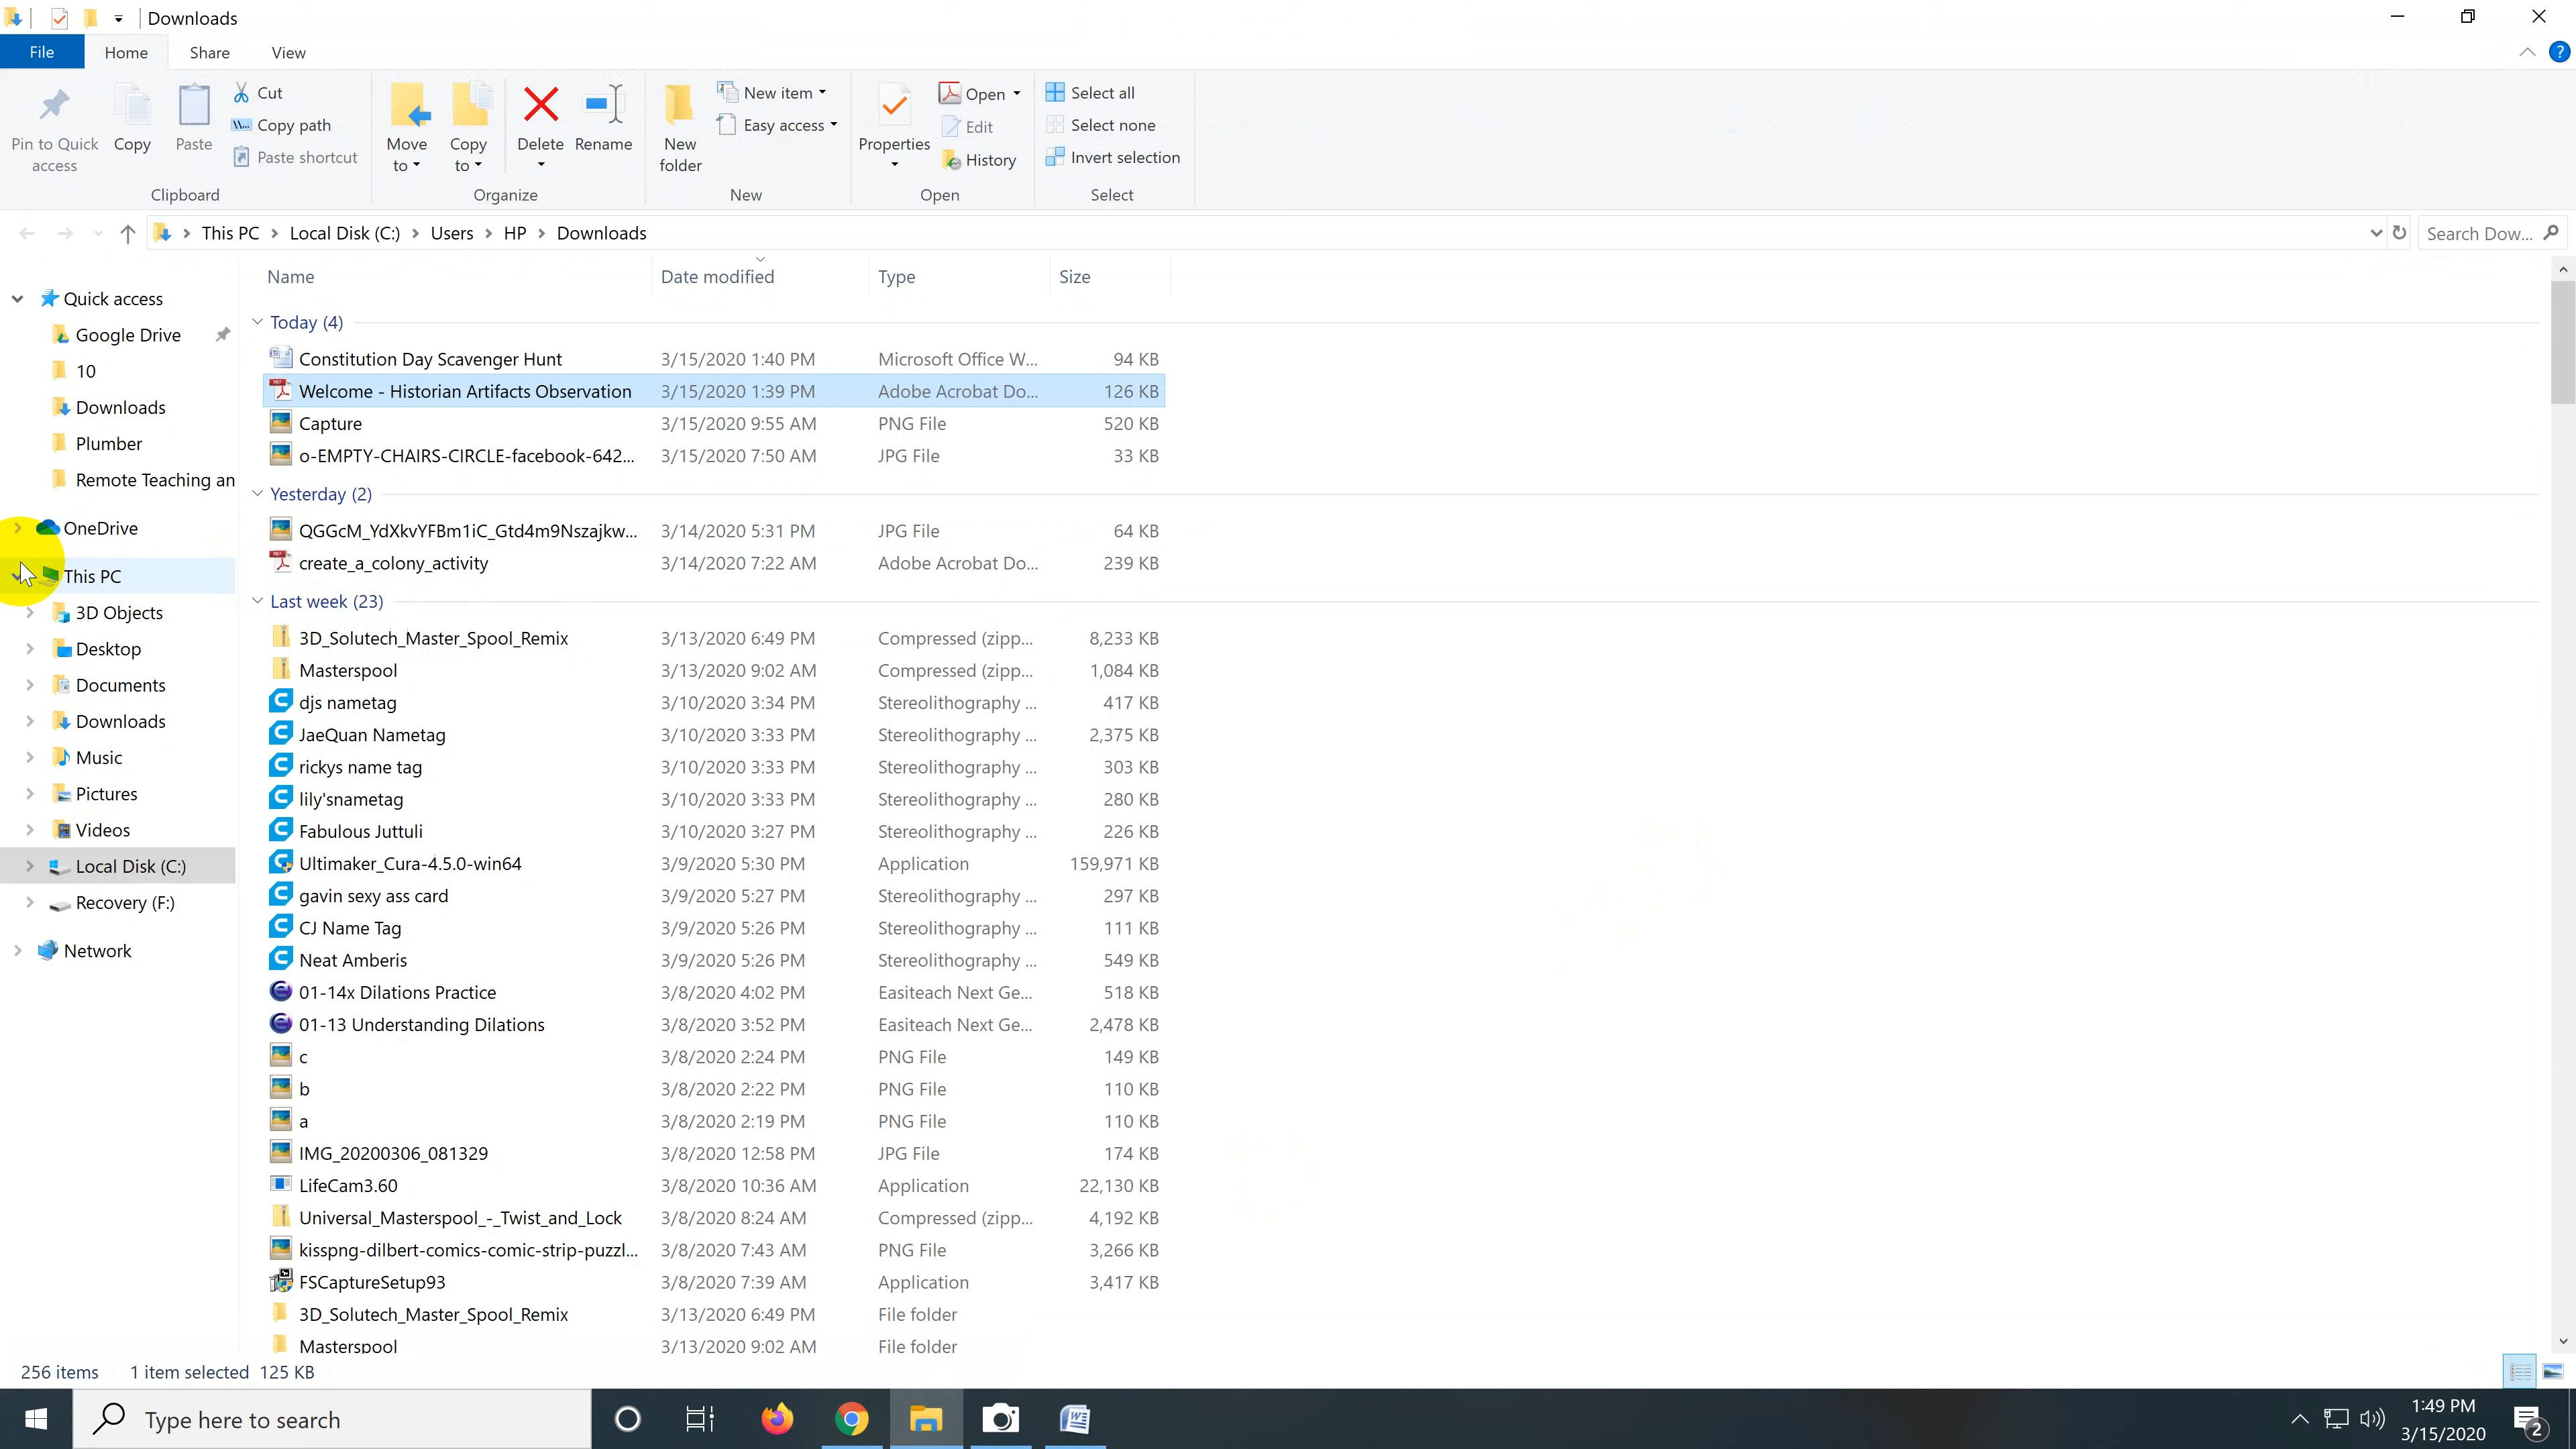 Downloads
File Home Share View
Pin to Quick access
Copy
Paste
Cut
Copy path
Paste shortcut
Clipboard
Move to
Copy to
Delete
Rename
Organize
New folder
New item
Easy access
New
Properties
Open
Edit
History
Open
Select all
Select none
Invert selection
Select
This PC Local Disk (C:) Users HP Downloads
Search Dow...
Quick access
Google Drive
10
Downloads
Plumber
Remote Teaching an
OneDrive
This PC
3D Objects
Desktop
Documents
Downloads
Music
Pictures
Videos
Local Disk (C:)
Recovery (F:)
Network
Name Date modified Type Size
Today (4)
Constitution Day Scavenger Hunt 3/15/2020 1:40 PM Microsoft Office W... 94 KB
Welcome - Historian Artifacts Observation 3/15/2020 1:39 PM Adobe Acrobat Do... 126 KB
Capture 3/15/2020 9:55 AM PNG File 520 KB
o-EMPTY-CHAIRS-CIRCLE-facebook-642... 3/15/2020 7:50 AM JPG File 33 KB
Yesterday (2)
QGGcM_YdXkvYFBm1iC_Gtd4m9Nszajkw... 3/14/2020 5:31 PM JPG File 64 KB
create_a_colony_activity 3/14/2020 7:22 AM Adobe Acrobat Do... 239 KB
Last week (23)
3D_Solutech_Master_Spool_Remix 3/13/2020 6:49 PM Compressed (zipp... 8,233 KB
Masterspool 3/13/2020 9:02 AM Compressed (zipp... 1,084 KB
djs nametag 3/10/2020 3:34 PM Stereolithography ... 417 KB
JaeQuan Nametag 3/10/2020 3:33 PM Stereolithography ... 2,375 KB
rickys name tag 3/10/2020 3:33 PM Stereolithography ... 303 KB
lily'snametag 3/10/2020 3:33 PM Stereolithography ... 280 KB
Fabulous Juttuli 3/10/2020 3:27 PM Stereolithography ... 226 KB
Ultimaker_Cura-4.5.0-win64 3/9/2020 5:30 PM Application 159,971 KB
gavin sexy ass card 3/9/2020 5:27 PM Stereolithography ... 297 KB
CJ Name Tag 3/9/2020 5:26 PM Stereolithography ... 111 KB
Neat Amberis 3/9/2020 5:26 PM Stereolithography ... 549 KB
01-14x Dilations Practice 3/8/2020 4:02 PM Easiteach Next Ge... 518 KB
01-13 Understanding Dilations 3/8/2020 3:52 PM Easiteach Next Ge... 2,478 KB
c 3/8/2020 2:24 PM PNG File 149 KB
b 3/8/2020 2:22 PM PNG File 110 KB
a 3/8/2020 2:19 PM PNG File 110 KB
IMG_20200306_081329 3/8/2020 12:58 PM JPG File 174 KB
LifeCam3.60 3/8/2020 10:36 AM Application 22,130 KB
Universal_Masterspool_-_Twist_and_Lock 3/8/2020 8:24 AM Compressed (zipp... 4,192 KB
kisspng-dilbert-comics-comic-strip-puzzl... 3/8/2020 7:43 AM PNG File 3,266 KB
FSCaptureSetup93 3/8/2020 7:39 AM Application 3,417 KB
3D_Solutech_Master_Spool_Remix 3/13/2020 6:49 PM File folder
Masterspool 3/13/2020 9:02 AM File folder
256 items 1 item selected 125 KB
Type here to search
1:49 PM
3/15/2020
2